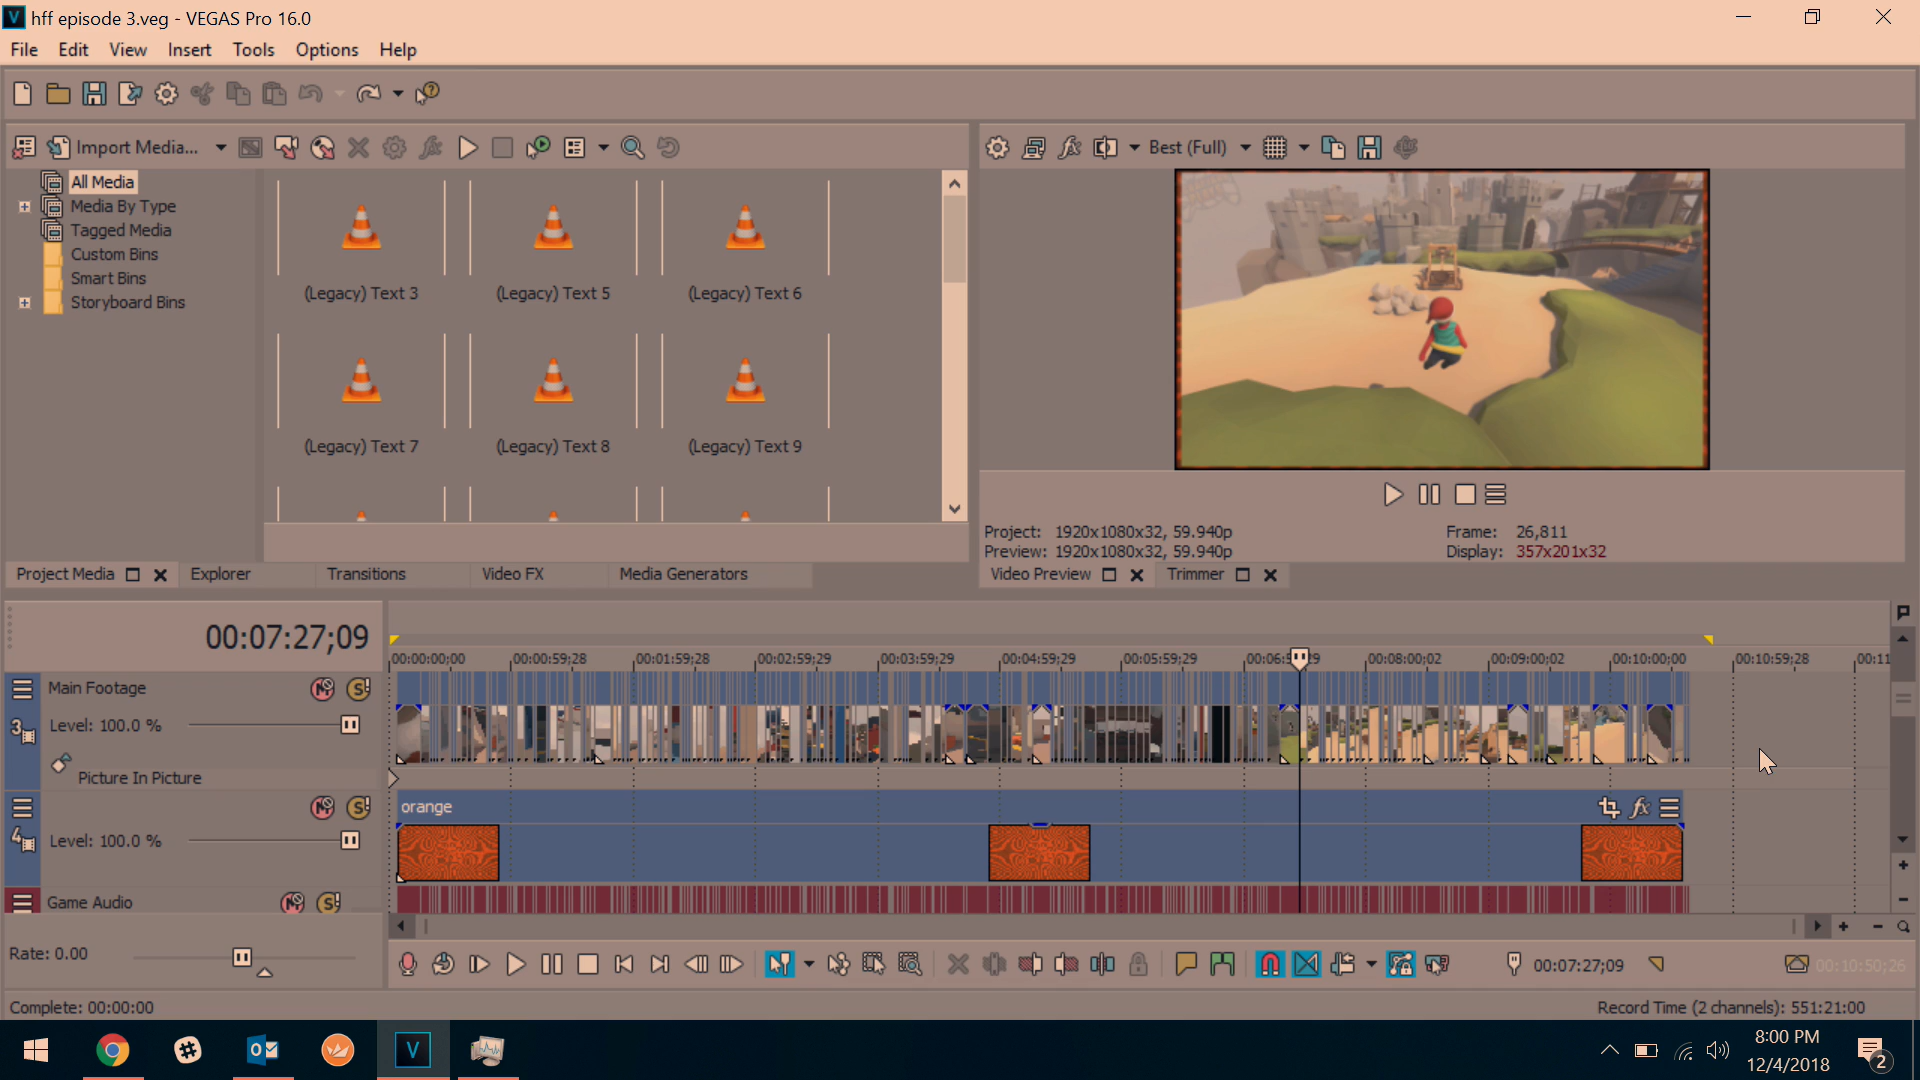 hff episode 3.veg - VEGAS Pro 16.0
File Edit View Insert Tools Options Help
Import Media...
Best (Full)
All Media
Media By Type
Tagged Media
Custom Bins
Smart Bins
Storyboard Bins
(Legacy) Text 3 (Legacy) Text 5 (Legacy) Text 6
(Legacy) Text 7 (Legacy) Text 8 (Legacy) Text 9
Project: 1920x1080x32, 59.940p Frame: 26,811
Preview: 1920x1080x32, 59.940p Display: 357x201x32
Project Media Explorer Transitions Video FX Media Generators
Video Preview Trimmer
00:07:27;09
00:00:00;00 00:00:59;28 00:01:59;28 00:02:59;29 00:03:59;29 00:04:59;29 00:05:59;29 00:08:00;02 00:09:00;02 00:10:00;00 00:10:59;28
3 Main Footage
Level: 100.0 %
Picture In Picture
orange
4
Level: 100.0 %
Game Audio
Rate: 0.00
00:07:27;09 00:10:50;26
Complete: 00:00:00
Record Time (2 channels): 551:21:00
8:00 PM
12/4/2018
2